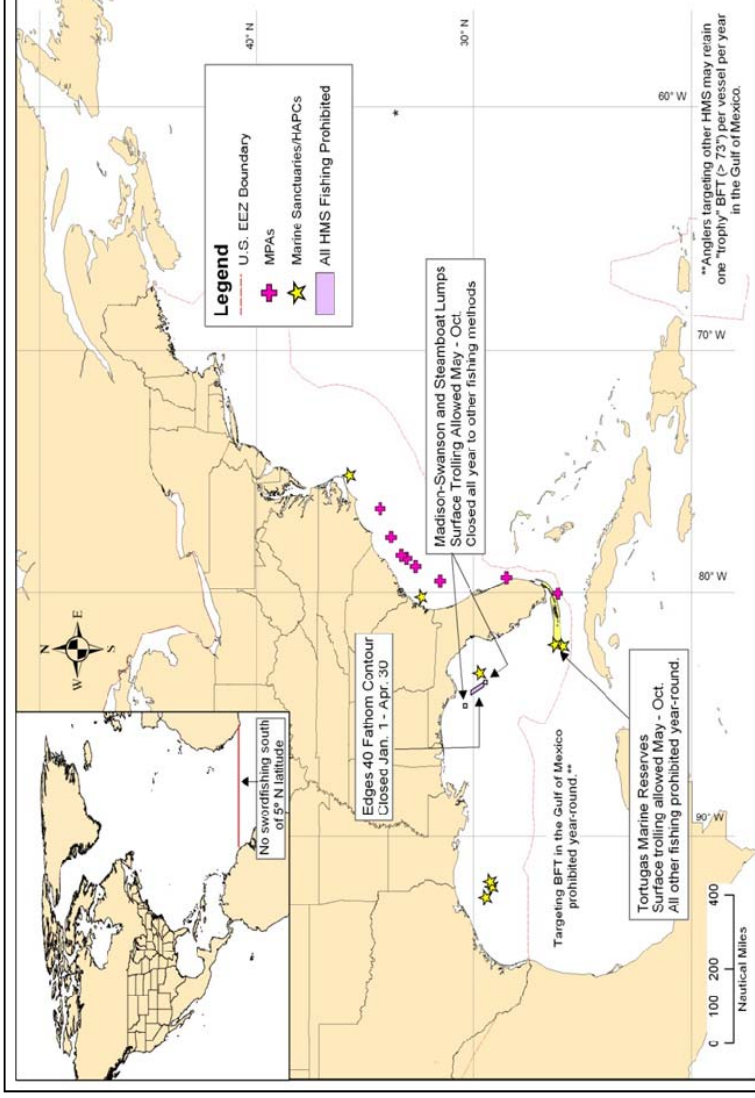 No swordfishing south
of 5° N latitude
N
W
E
S
40° N
30° N
60° W
70° W
80° W
90° W
Legend
U.S. EEZ Boundary
MPAs
Marine Sanctuaries/HAPCs
All HMS Fishing Prohibited
*
Edges 40 Fathom Contour
Closed Jan. 1 - Apr. 30
Madison-Swanson and Steamboat Lumps
Surface Trolling Allowed May - Oct.
Closed all year to other fishing methods
Targeting BFT in the Gulf of Mexico
prohibited year-round.**
Tortugas Marine Reserves
Surface trolling allowed May - Oct.
All other fishing prohibited year-round.
**Anglers targeting other HMS may retain
one "trophy" BFT (> 73") per vessel per year
in the Gulf of Mexico.
0 100 200 400
Nautical Miles